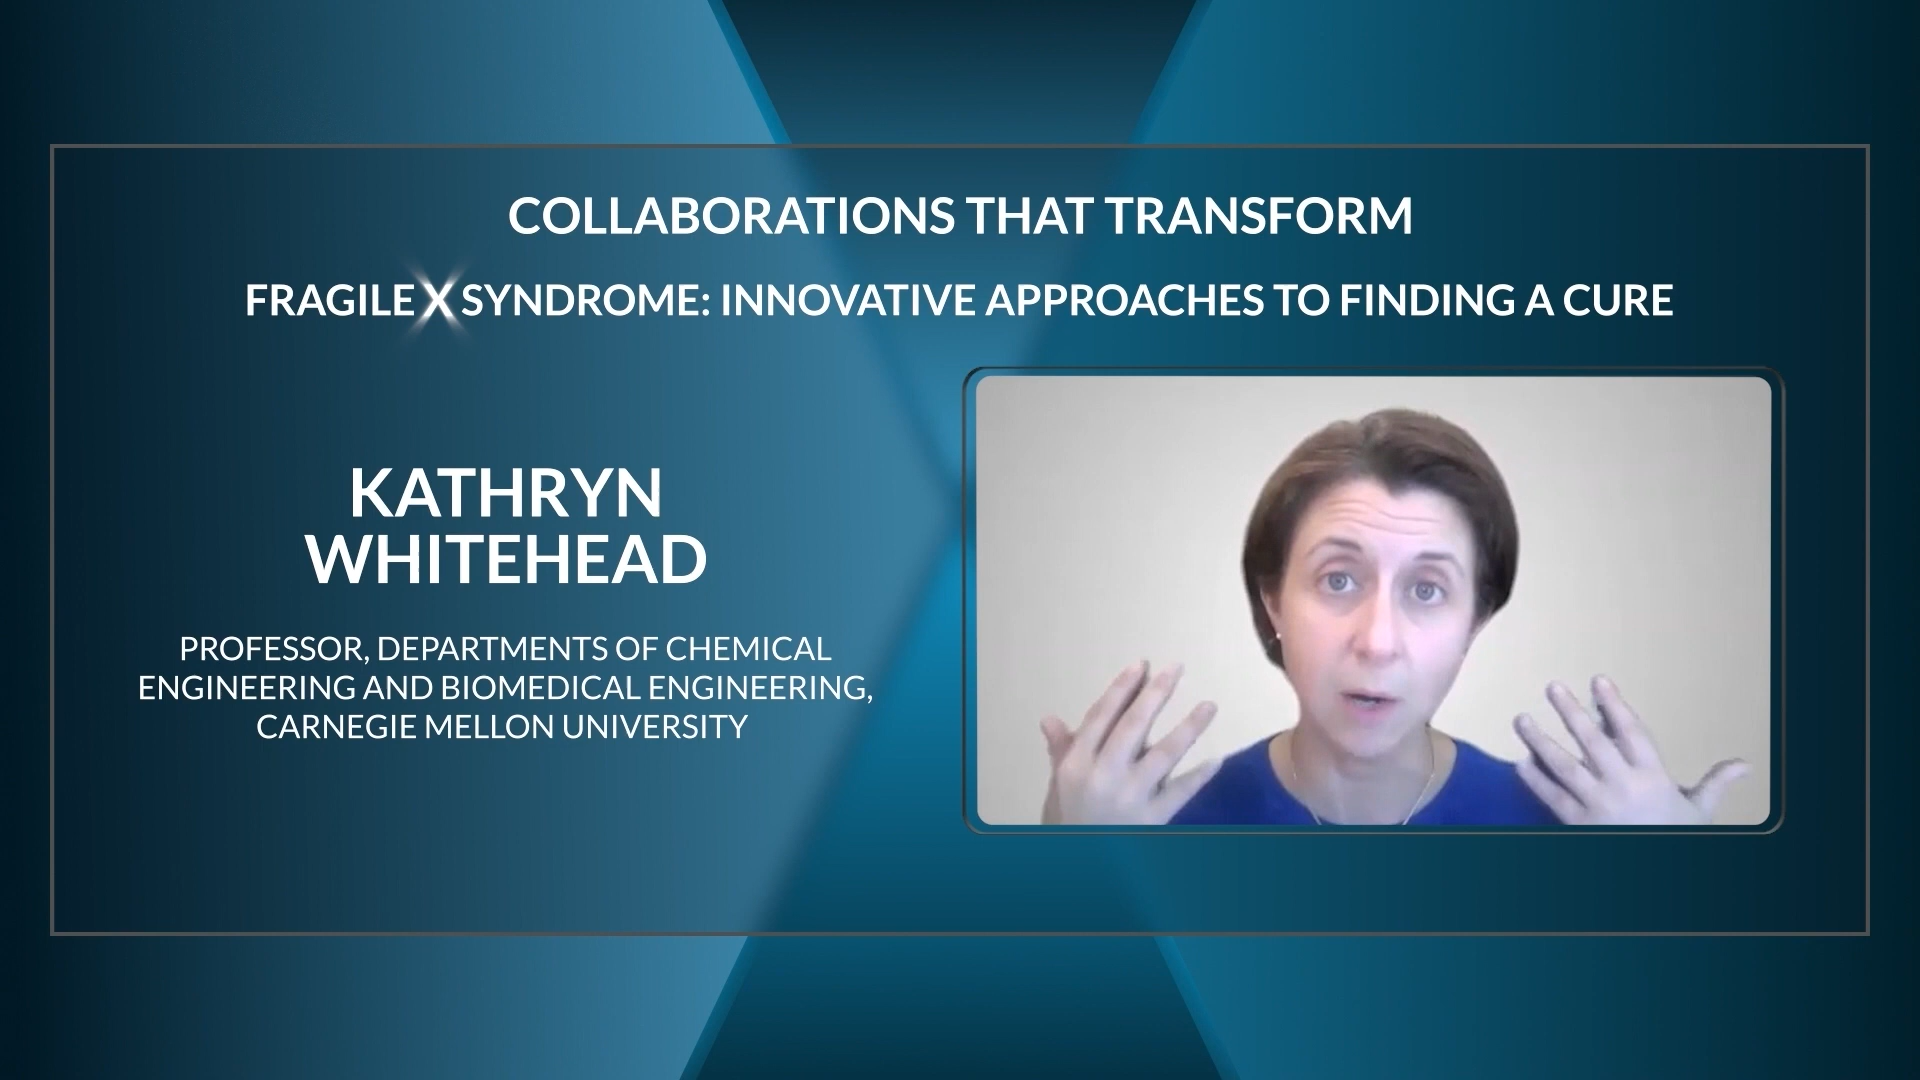 COLLABORATIONS THAT TRANSFORM
FRAGILE X SYNDROME: INNOVATIVE APPROACHES TO FINDING A CURE
KATHRYN
WHITEHEAD
PROFESSOR, DEPARTMENTS OF CHEMICAL
ENGINEERING AND BIOMEDICAL ENGINEERING,
CARNEGIE MELLON UNIVERSITY